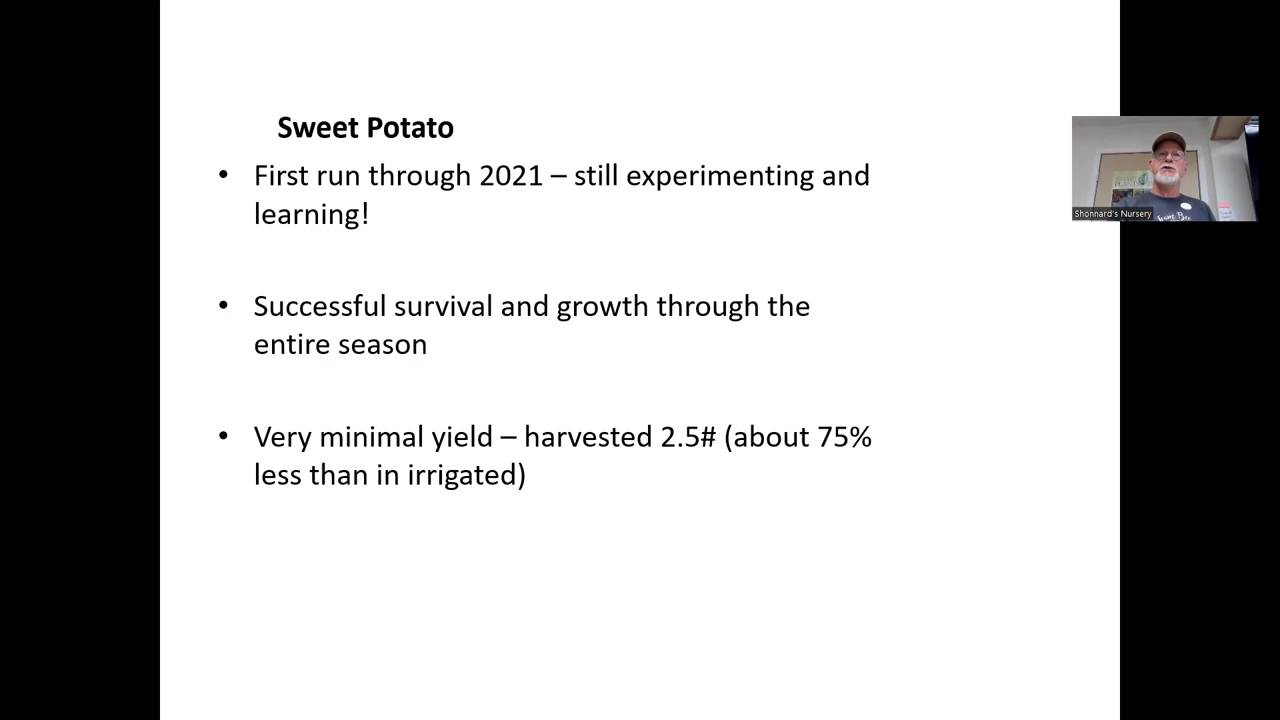 Sweet Potato
• First run through 2021 – still experimenting and
learning!
• Successful survival and growth through the
entire season
• Very minimal yield – harvested 2.5# (about 75%
less than in irrigated)
Shonnard's Nursery